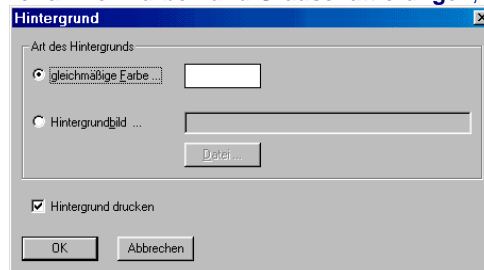 Hintergrund
Art des Hintergrunds
gleichmäßige Farbe ...
Hintergrundbild ...
Datei ...
Hintergrund drucken
OK
Abbrechen